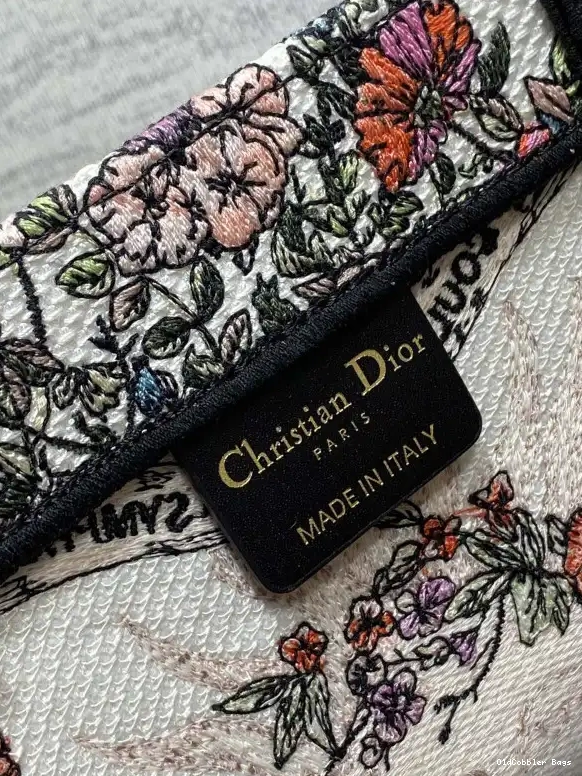 Christian Dior
PARIS
MADE IN ITALY
OldCobbler Bags